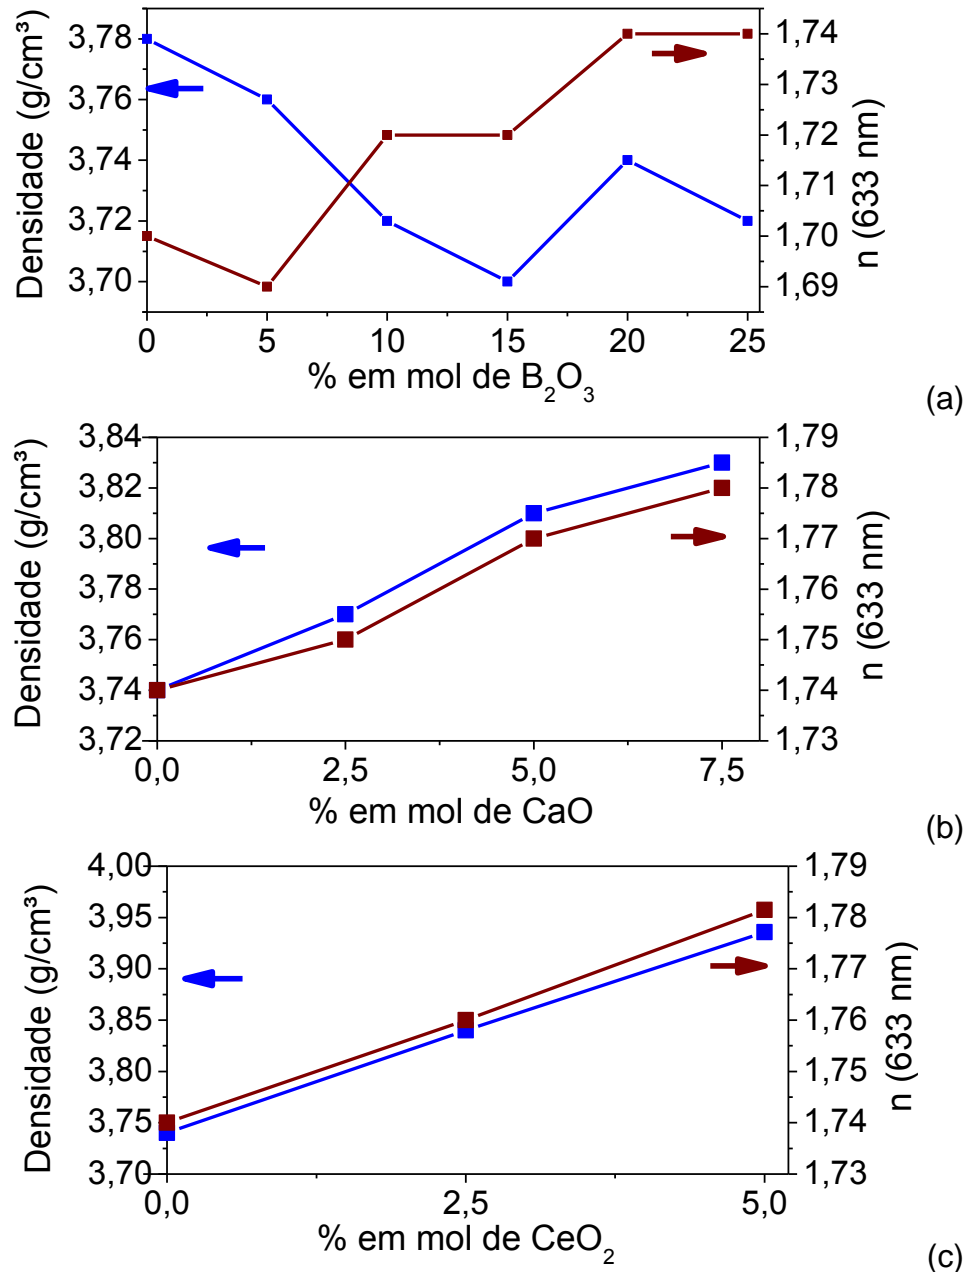 Densidade (g/cm³)
3,78
3,76
3,74
3,72
3,70
1,74
1,73
1,72
1,71
1,70
1,69
n (633 nm)
0 5 10 15 20 25
% em mol de B₂O₃
(a)
Densidade (g/cm³)
3,84
3,82
3,80
3,78
3,76
3,74
3,72
1,79
1,78
1,77
1,76
1,75
1,74
1,73
n (633 nm)
0,0 2,5 5,0 7,5
% em mol de CaO
(b)
Densidade (g/cm³)
4,00
3,95
3,90
3,85
3,80
3,75
3,70
1,79
1,78
1,77
1,76
1,75
1,74
1,73
n (633 nm)
0,0 2,5 5,0
% em mol de CeO₂
(c)